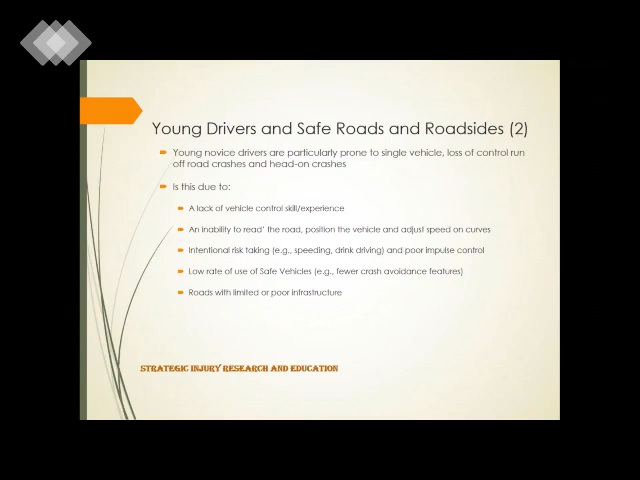 Young Drivers and Safe Roads and Roadsides (2)
Young novice drivers are particularly prone to single vehicle, loss of control run
off road crashes and head-on crashes
Is this due to:
A lack of vehicle control skill/experience
An inability to read' the road, position the vehicle and adjust speed on curves
Intentional risk taking (e.g., speeding, drink driving) and poor impulse control
Low rate of use of Safe Vehicles (e.g., fewer crash avoidance features)
Roads with limited or poor infrastructure
STRATEGIC INJURY RESEARCH AND EDUCATION